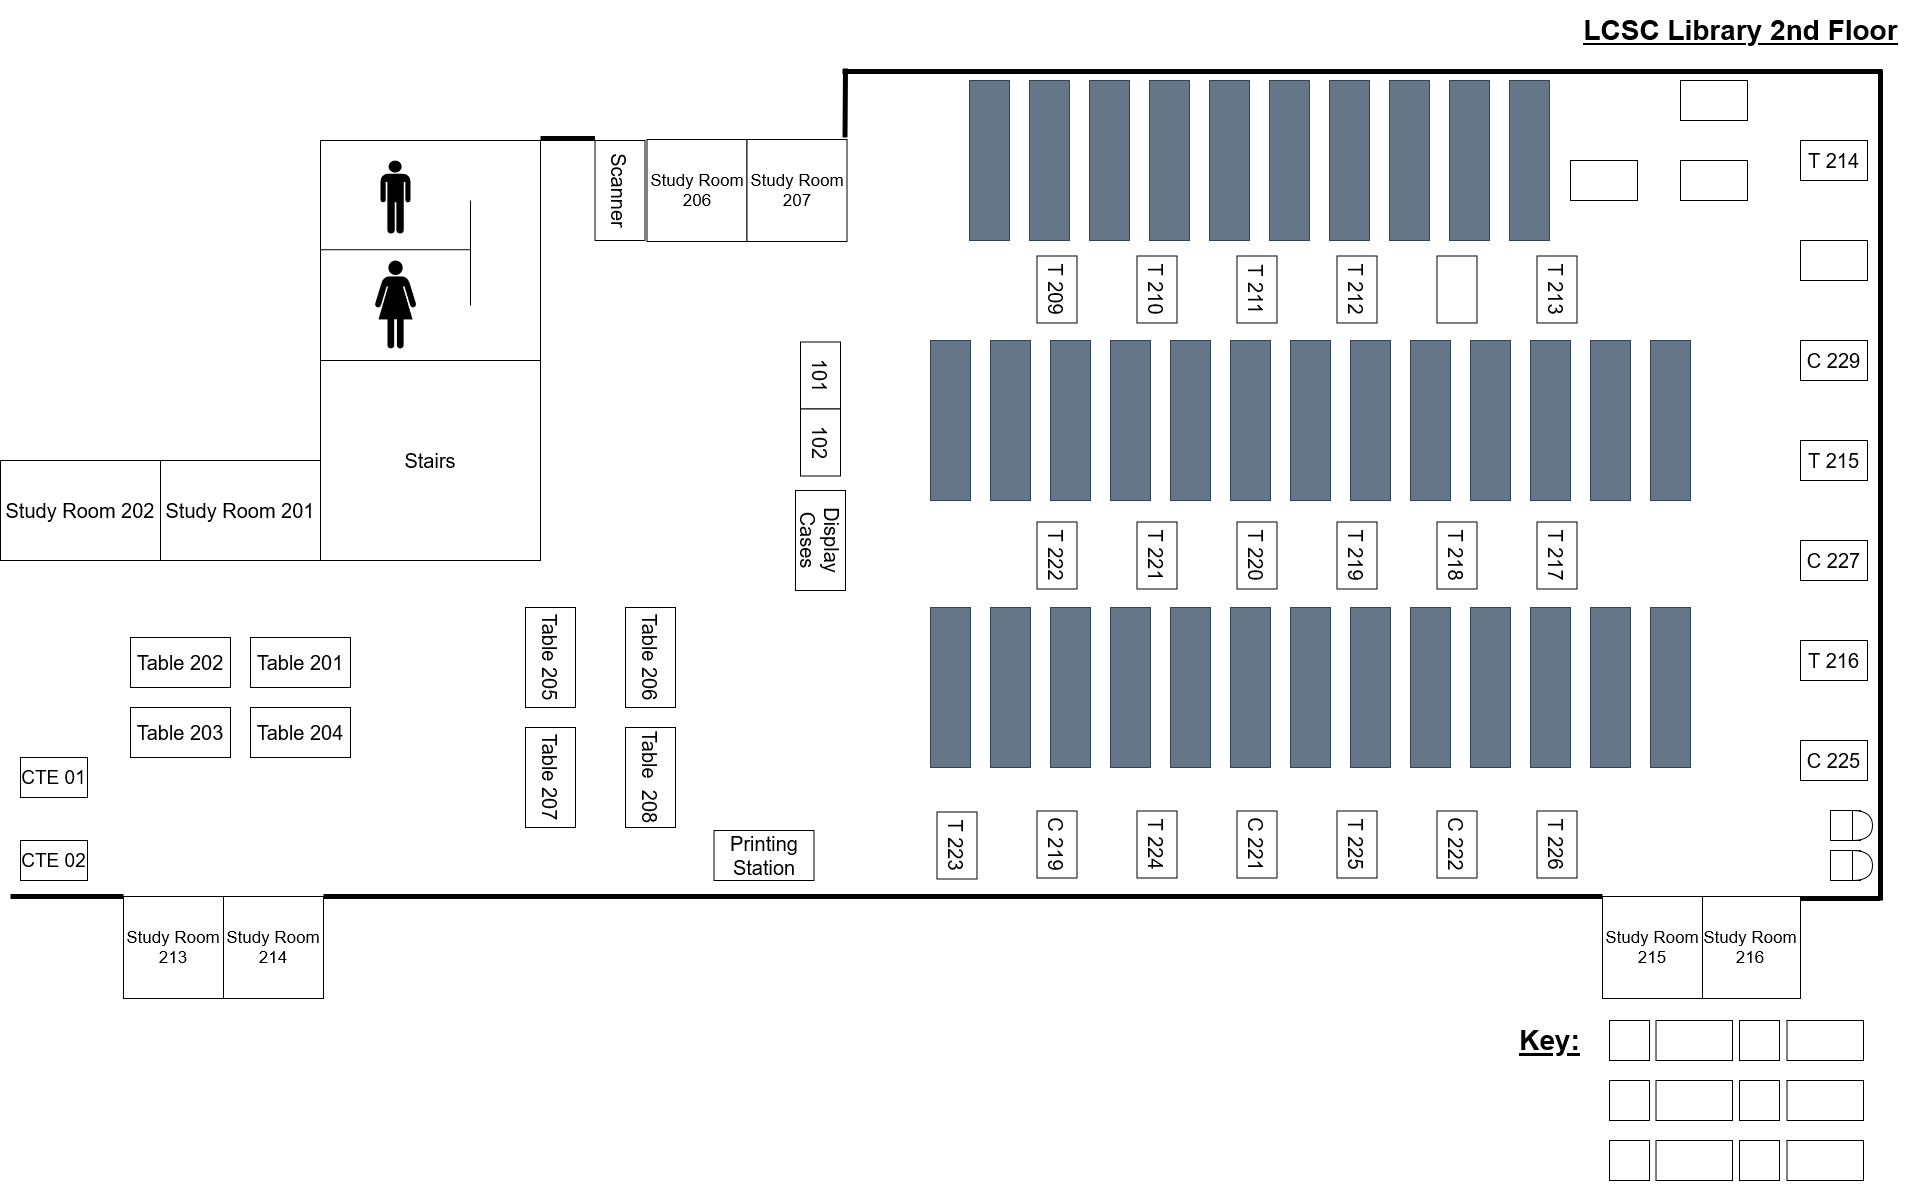 LCSC Library 2nd Floor
Scanner
Study Room
206
Study Room
207
T 214
T 209
T 210
T 211
T 212
T 213
101
102
C 229
Stairs
T 215
Study Room 202
Study Room 201
Display
Cases
T 222
T 221
T 220
T 219
T 218
T 217
C 227
Table 202
Table 201
Table 205
Table 206
T 216
Table 203
Table 204
Table 207
Table 208
C 225
CTE 01
CTE 02
Printing
Station
T 223
C 219
T 224
C 221
T 225
C 222
T 226
Study Room
213
Study Room
214
Study Room
215
Study Room
216
Key: